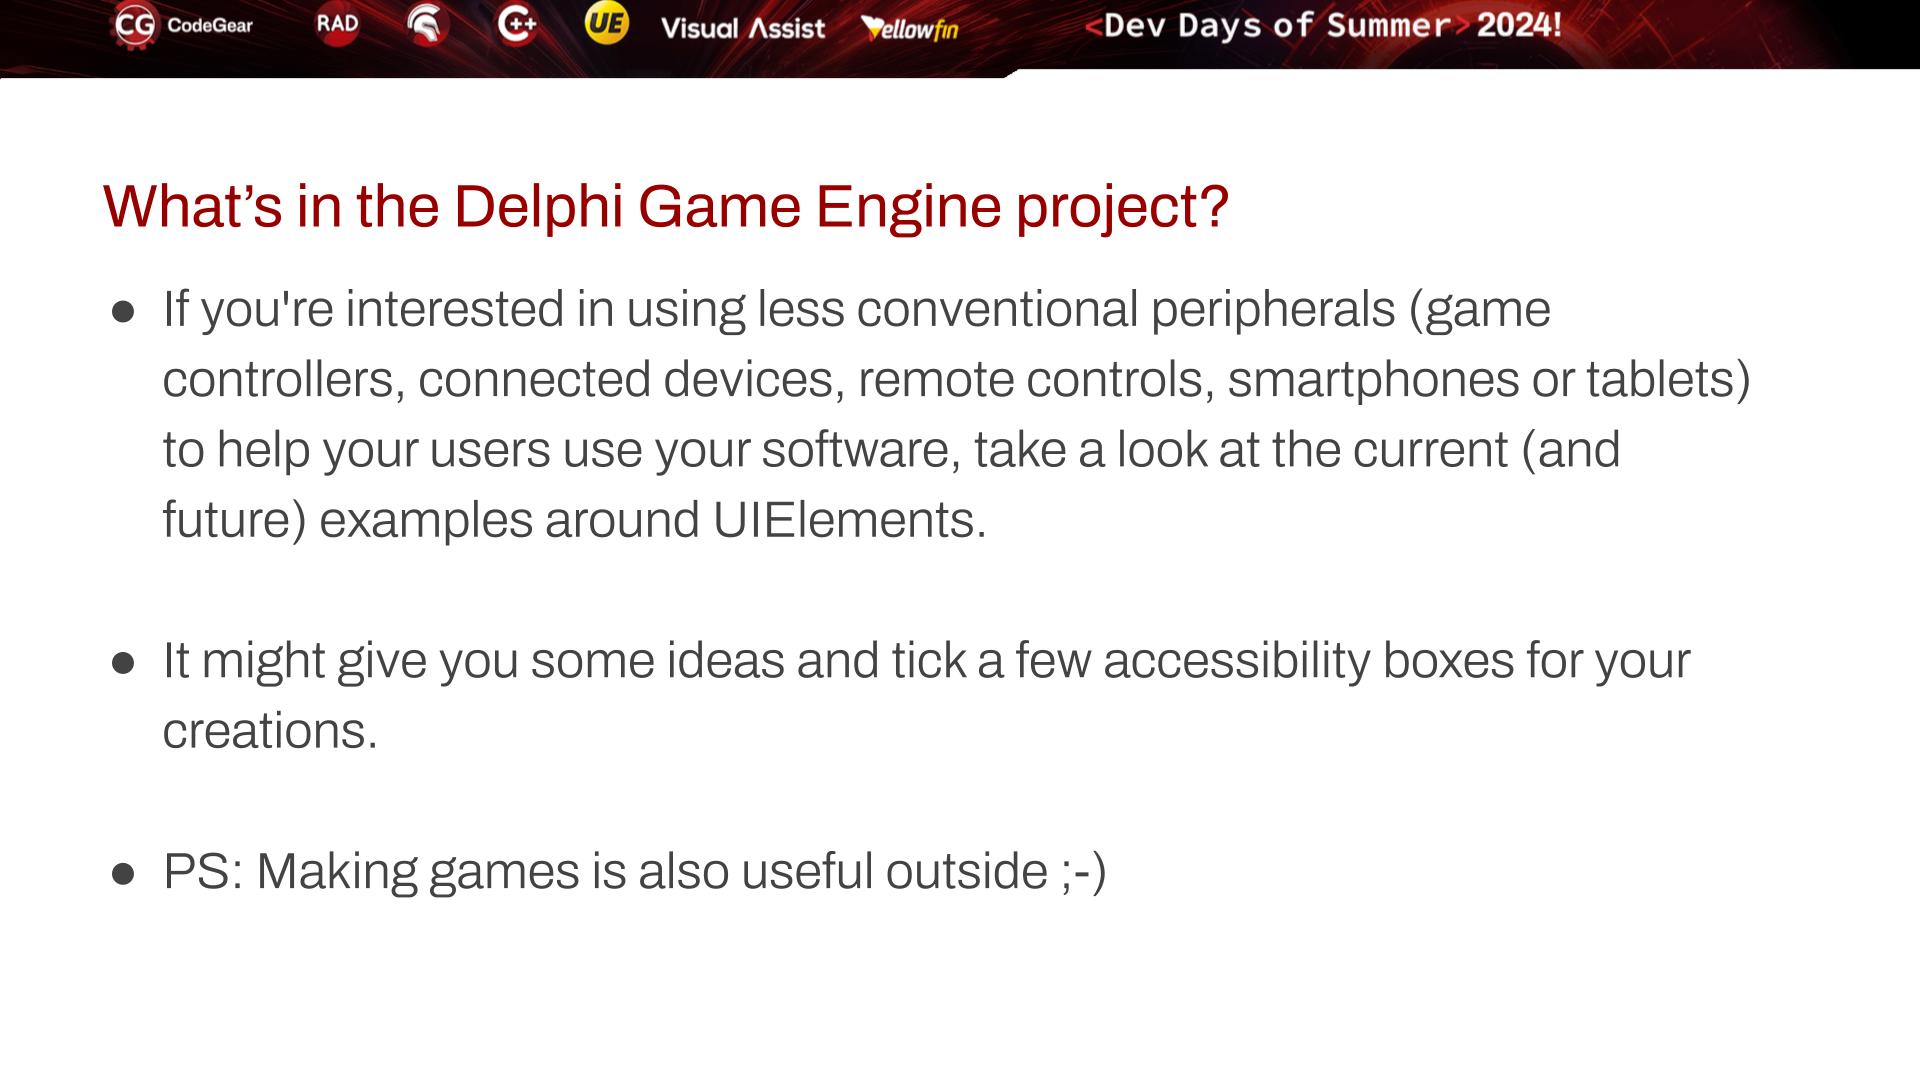 CG CodeGear RAD C++ UE Visual Assist Yellowfin <Dev Days of Summer> 2024!
What’s in the Delphi Game Engine project?
● If you're interested in using less conventional peripherals (game
controllers, connected devices, remote controls, smartphones or tablets)
to help your users use your software, take a look at the current (and
future) examples around UIElements.
● It might give you some ideas and tick a few accessibility boxes for your
creations.
● PS: Making games is also useful outside ;-)